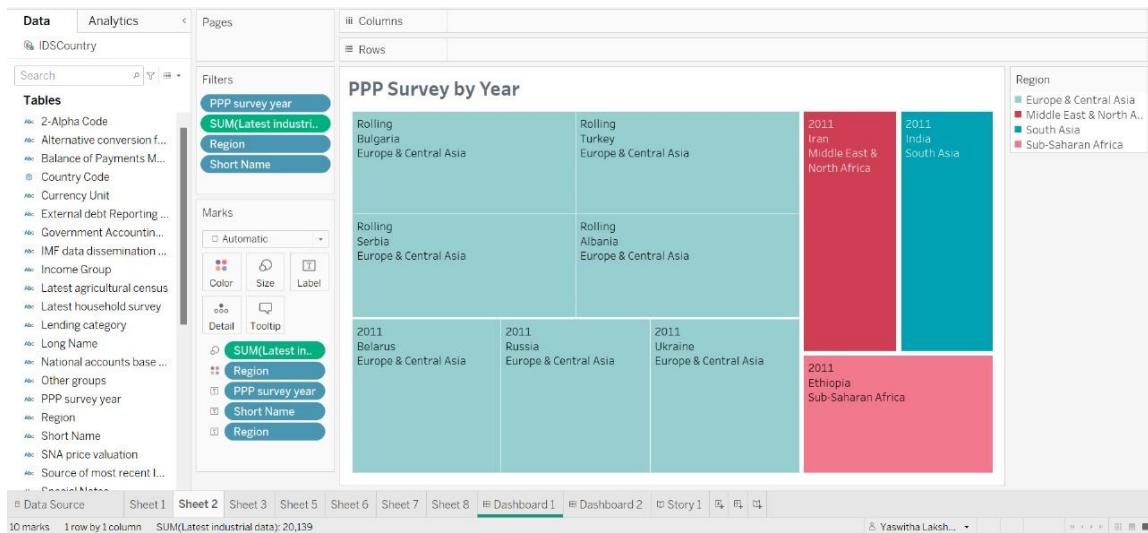 Data Analytics
IDSCountry
Search
Tables
2-Alpha Code
Alternative conversion f...
Balance of Payments M...
Country Code
Currency Unit
External debt Reporting ...
Government Accountin...
IMF data dissemination ...
Income Group
Latest agricultural census
Latest household survey
Lending category
Long Name
National accounts base ...
Other groups
PPP survey year
Region
Short Name
SNA price valuation
Source of most recent I...
Special Notes
Pages
Filters
PPP survey year
SUM(Latest industri..
Region
Short Name
Marks
Automatic
Color Size Label
Detail Tooltip
SUM(Latest in..
Region
PPP survey year
Short Name
Region
Columns
Rows
PPP Survey by Year
Rolling
Bulgaria
Europe & Central Asia
Rolling
Turkey
Europe & Central Asia
Rolling
Serbia
Europe & Central Asia
Rolling
Albania
Europe & Central Asia
2011
Belarus
Europe & Central Asia
2011
Russia
Europe & Central Asia
2011
Ukraine
Europe & Central Asia
2011
Iran
Middle East &
North Africa
2011
India
South Asia
2011
Ethiopia
Sub-Saharan Africa
Region
Europe & Central Asia
Middle East & North A..
South Asia
Sub-Saharan Africa
Data Source Sheet 1 Sheet 2 Sheet 3 Sheet 5 Sheet 6 Sheet 7 Sheet 8 Dashboard 1 Dashboard 2 Story 1
10 marks 1 row by 1 column SUM(Latest industrial data): 20,139 Yaswitha Laksh...